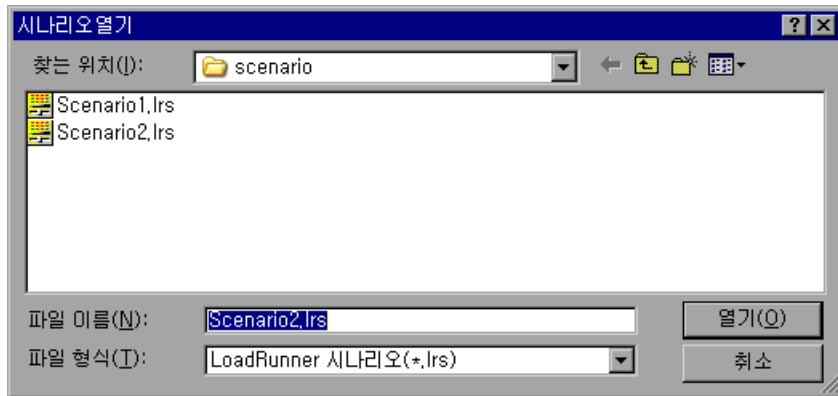 시나리오열기
찾는 위치(I): scenario
Scenario1.lrs
Scenario2.lrs
파일 이름(N): Scenario2.lrs 열기(O)
파일 형식(T): LoadRunner 시나리오(*.lrs) 취소